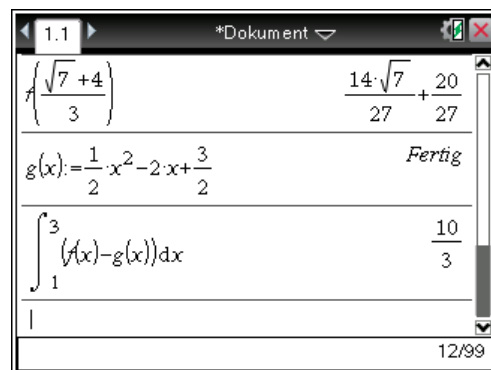 1.1 *Dokument
f((√7+4)/3) (14·√7)/27+20/27
g(x):=1/2·x²−2·x+3/2 Fertig
∫₁³(f(x)−g(x))dx 10/3
12/99